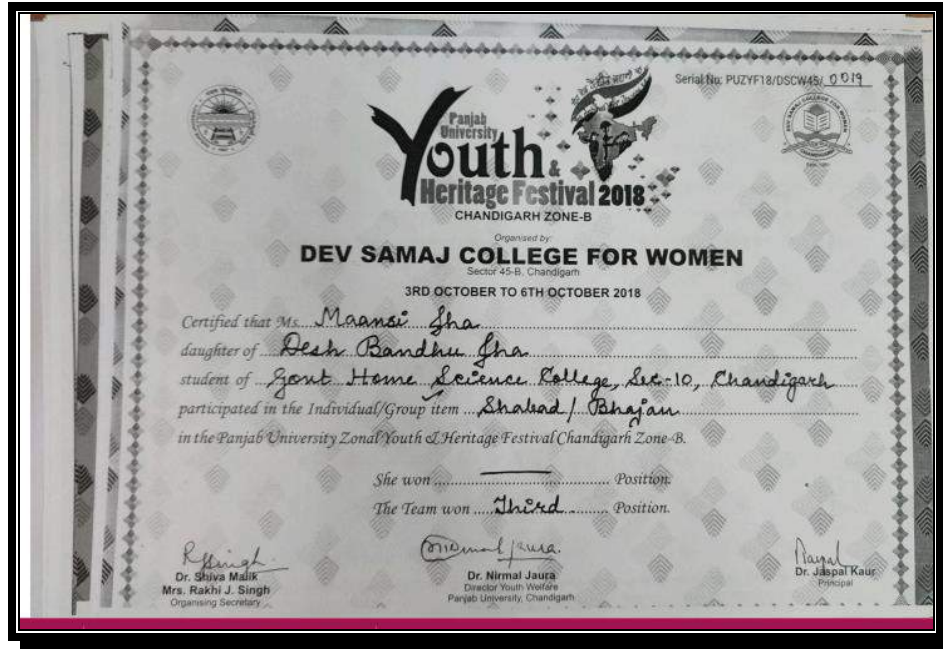 Serial No: PUZYF18/DSCW45/ 0019
Panjab
University
Youth &
Heritage Festival 2018
CHANDIGARH ZONE-B
Organised by:
DEV SAMAJ COLLEGE FOR WOMEN
Sector 45-B, Chandigarh
3RD OCTOBER TO 6TH OCTOBER 2018
Certified that Ms. Maansi Jha
daughter of Desh Bandhu Jha
student of Govt Home Science College, Sec-10, Chandigarh
participated in the Individual/Group item Shabad / Bhajan
in the Panjab University Zonal Youth & Heritage Festival Chandigarh Zone-B.
She won Position.
The Team won Third Position.
Dr. Shiva Malik
Mrs. Rakhi J. Singh
Organising Secretary
Dr. Nirmal Jaura
Director Youth Welfare
Panjab University, Chandigarh
Dr. Jaspal Kaur
Principal